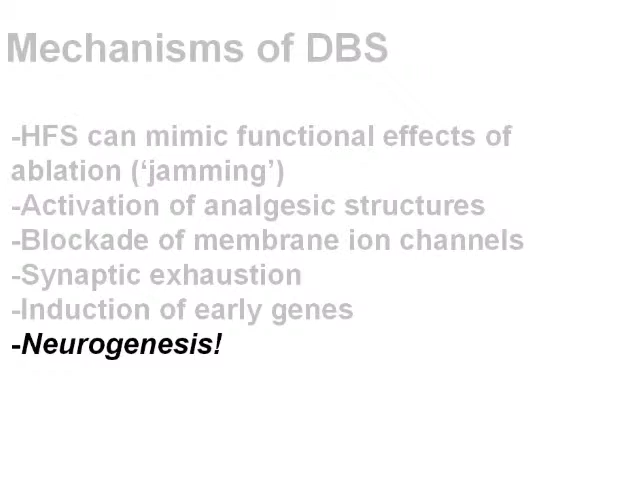 Mechanisms of DBS
-HFS can mimic functional effects of
ablation (‘jamming’)
-Activation of analgesic structures
-Blockade of membrane ion channels
-Synaptic exhaustion
-Induction of early genes
-Neurogenesis!